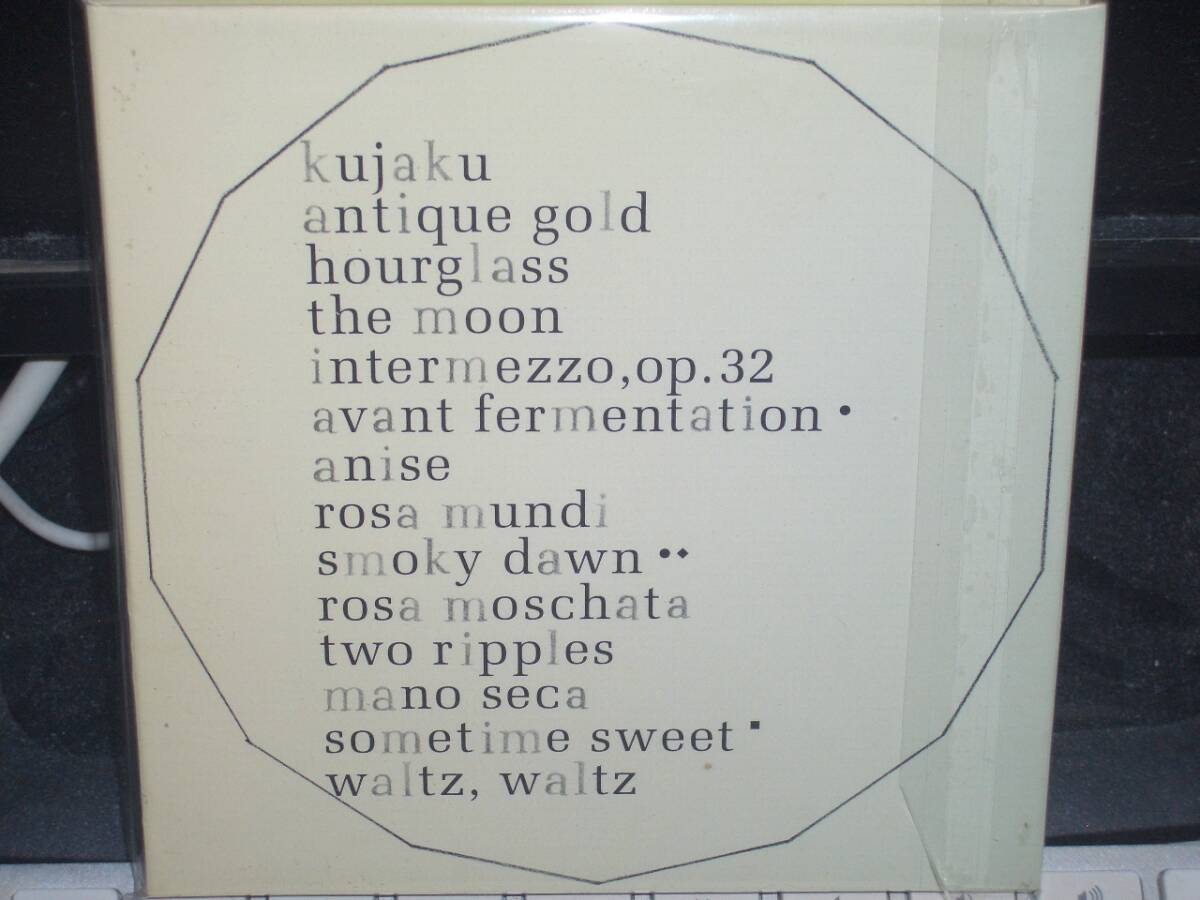 kujaku
antique gold
hourglass
the moon
intermezzo,op.32
avant fermentation •
anise
rosa mundi
smoky dawn •◆
rosa moschata
two ripples
mano seca
sometime sweet ▪
waltz, waltz